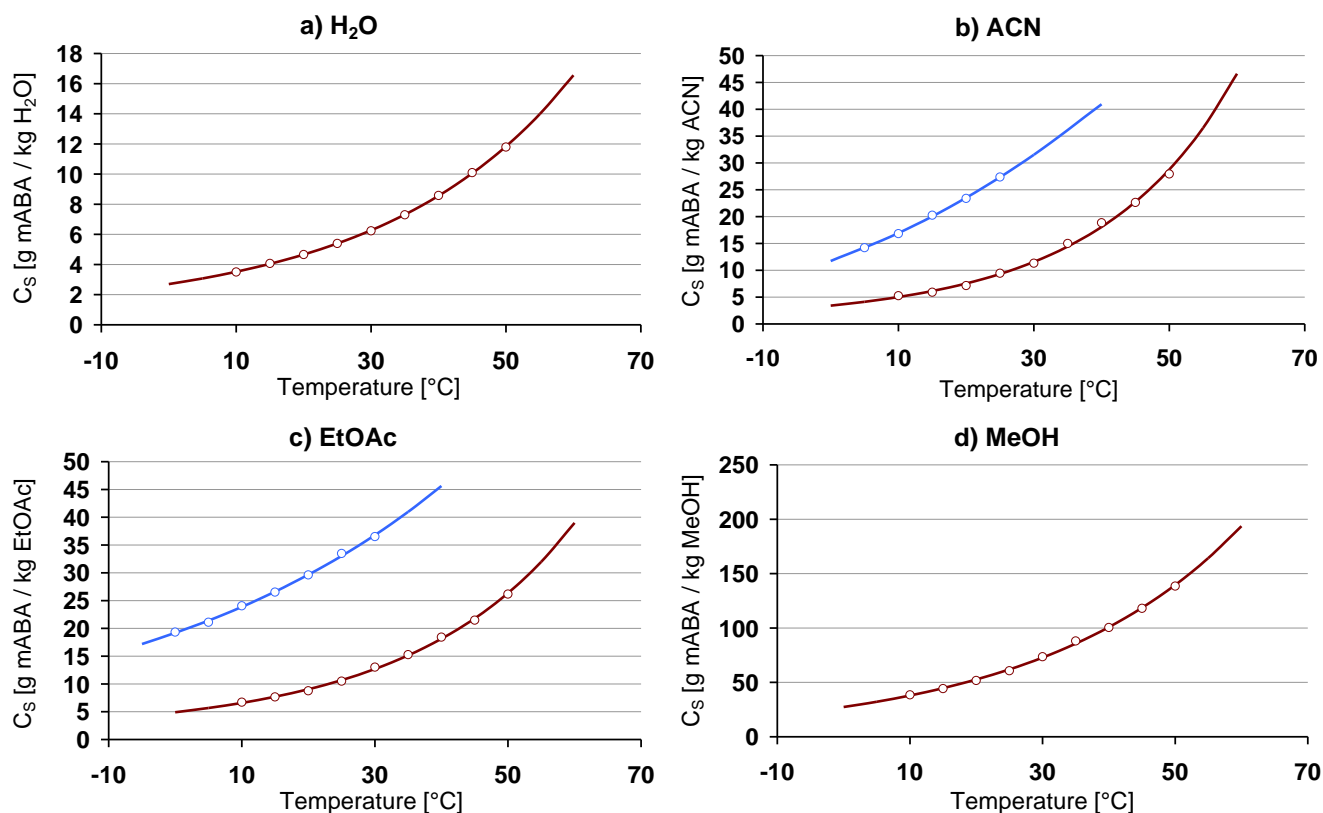 a) H₂O
18
16
14
12
10
8
6
4
2
0
-10 10 30 50 70
Temperature [°C]
Cₛ [g mABA / kg H₂O]
b) ACN
50
45
40
35
30
25
20
15
10
5
0
-10 10 30 50 70
Temperature [°C]
Cₛ [g mABA / kg ACN]
c) EtOAc
50
45
40
35
30
25
20
15
10
5
0
-10 10 30 50 70
Temperature [°C]
Cₛ [g mABA / kg EtOAc]
d) MeOH
250
200
150
100
50
0
-10 10 30 50 70
Temperature [°C]
Cₛ [g mABA / kg MeOH]